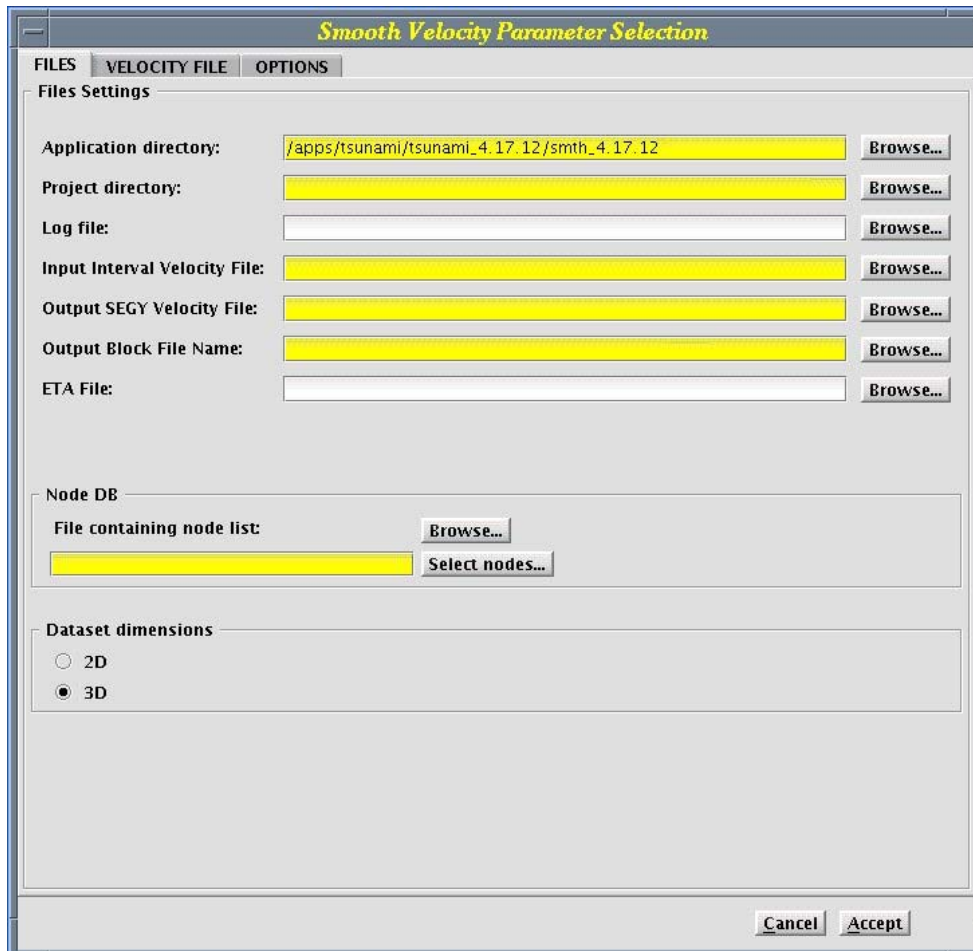 Smooth Velocity Parameter Selection
FILES VELOCITY FILE OPTIONS
Files Settings
Application directory: /apps/tsunami/tsunami_4.17.12/smth_4.17.12 Browse...
Project directory: Browse...
Log file: Browse...
Input Interval Velocity File: Browse...
Output SEGY Velocity File: Browse...
Output Block File Name: Browse...
ETA File: Browse...
Node DB
File containing node list: Browse...
Select nodes...
Dataset dimensions
2D
3D
Cancel Accept